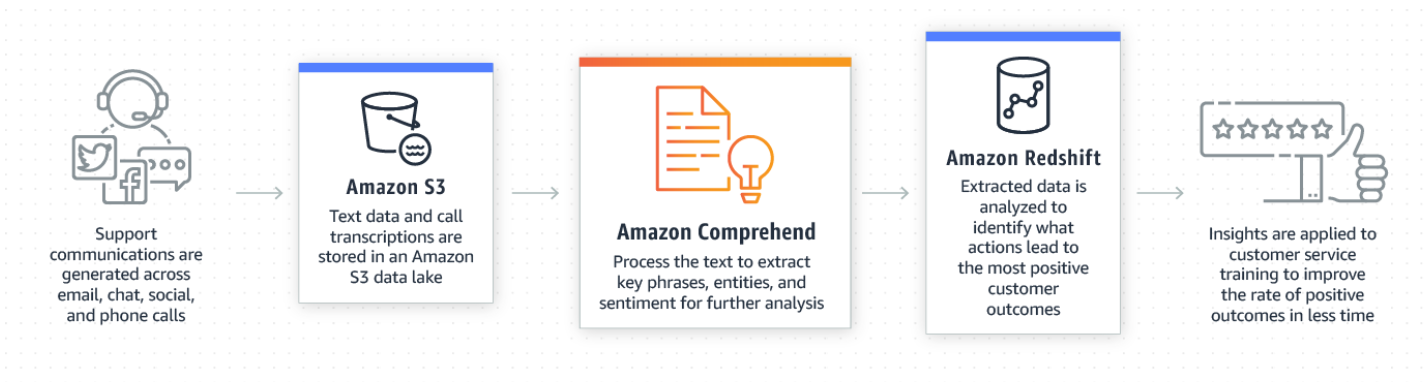 Support
communications are
generated across
email, chat, social,
and phone calls
Amazon S3
Text data and call
transcriptions are
stored in an Amazon
S3 data lake
Amazon Comprehend
Process the text to extract
key phrases, entities, and
sentiment for further analysis
Amazon Redshift
Extracted data is
analyzed to
identify what
actions lead to
the most positive
customer
outcomes
Insights are applied to
customer service
training to improve
the rate of positive
outcomes in less time